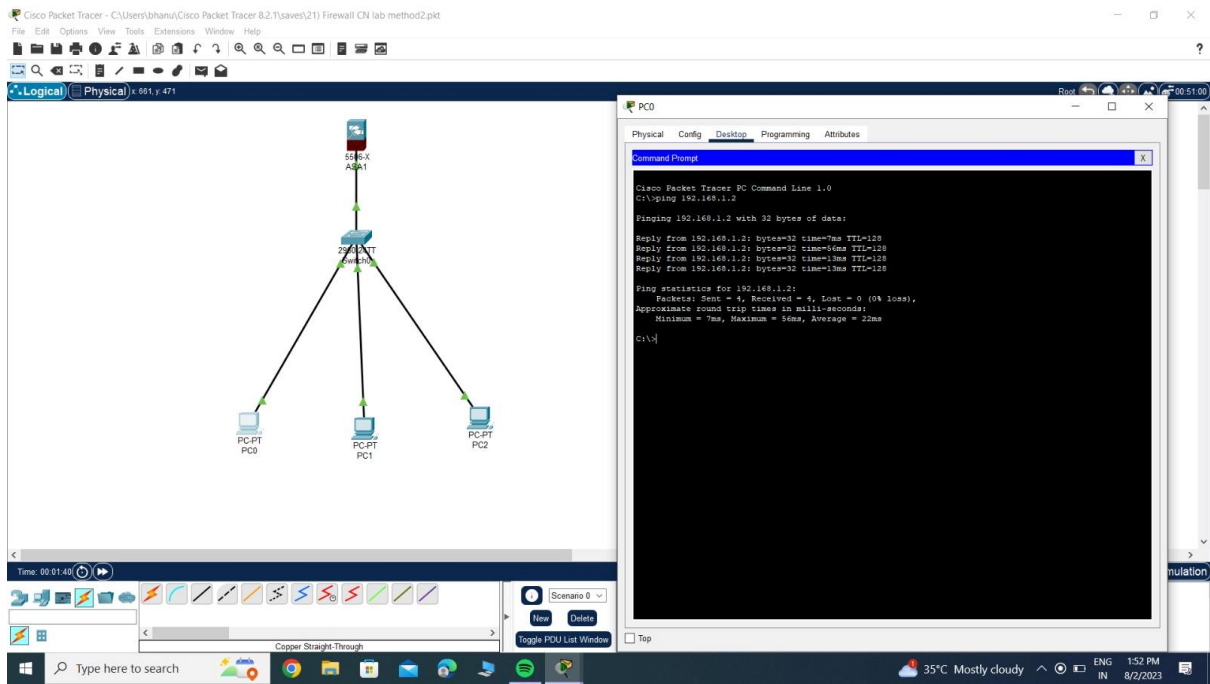 Cisco Packet Tracer - C:\Users\bhanu\Cisco Packet Tracer 8.2.1\saves\21) Firewall CN lab method2.pkt
File Edit Options View Tools Extensions Window Help
?
Logical Physical x: 661, y: 471
Root 00:51:00
5506-X
ASA1
Switch0
PC-PT
PC0
PC-PT
PC1
PC-PT
PC2
PC0
Physical Config Desktop Programming Attributes
Command Prompt
X
Cisco Packet Tracer PC Command Line 1.0
C:\>ping 192.168.1.2
Pinging 192.168.1.2 with 32 bytes of data:
Reply from 192.168.1.2: bytes=32 time=7ms TTL=128
Reply from 192.168.1.2: bytes=32 time=56ms TTL=128
Reply from 192.168.1.2: bytes=32 time=13ms TTL=128
Reply from 192.168.1.2: bytes=32 time=13ms TTL=128
Ping statistics for 192.168.1.2:
Packets: Sent = 4, Received = 4, Lost = 0 (0% loss),
Approximate round trip times in milli-seconds:
Minimum = 7ms, Maximum = 56ms, Average = 22ms
C:\>
Top
Time: 00:01:40
mulation
Scenario 0
New Delete
Toggle PDU List Window
Copper Straight-Through
Type here to search
35°C Mostly cloudy
ENG
IN
1:52 PM
8/2/2023